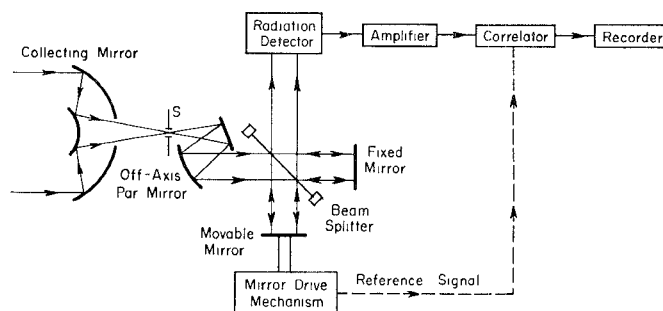 Radiation
Detector
Amplifier
Correlator
Recorder
Collecting Mirror
S
Off-Axis
Par Mirror
Fixed
Mirror
Beam
Splitter
Movable
Mirror
Mirror Drive
Mechanism
Reference Signal